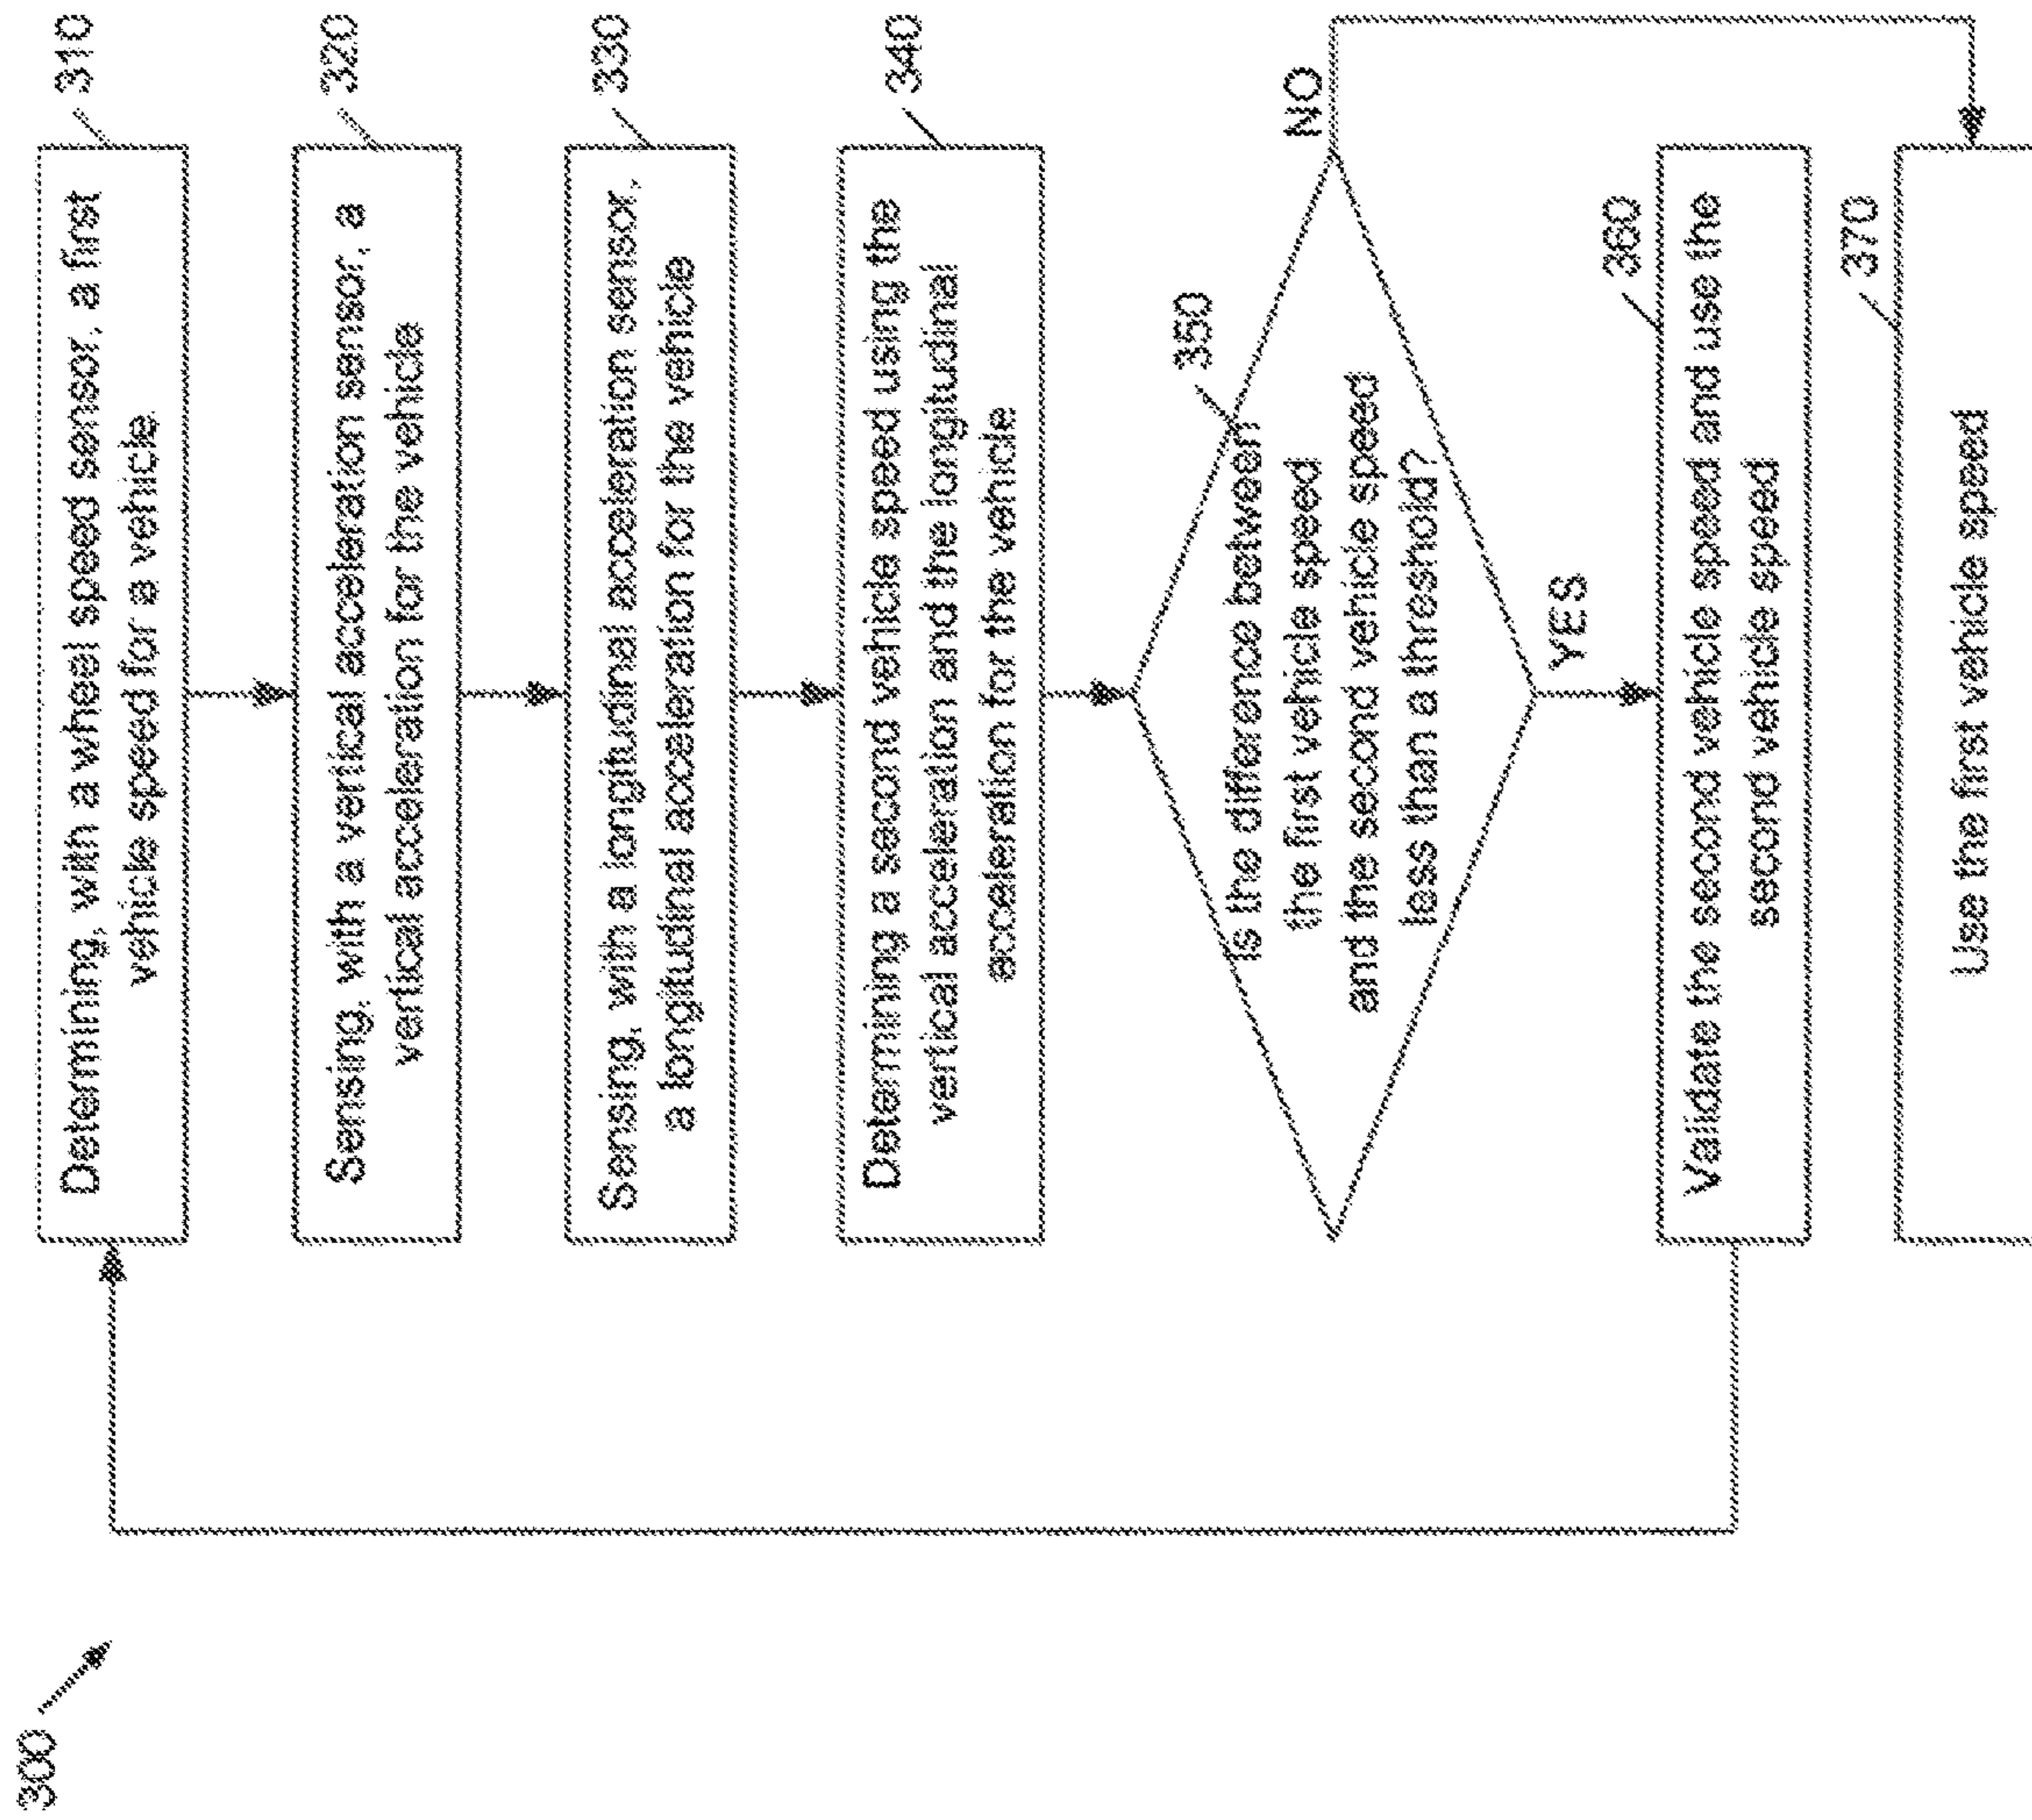 300
310
Determining, with a wheel speed sensor, a first
vehicle speed for a vehicle
320
Sensing, with a vertical acceleration sensor, a
vertical acceleration for the vehicle
330
Sensing, with a longitudinal acceleration sensor,
a longitudinal acceleration for the vehicle
340
Determining a second vehicle speed using the
vertical acceleration and the longitudinal
acceleration for the vehicle
350
Is the difference between
the first vehicle speed
and the second vehicle speed
less than a threshold?
NO
YES
360
Validate the second vehicle speed and use the
second vehicle speed
370
Use the first vehicle speed